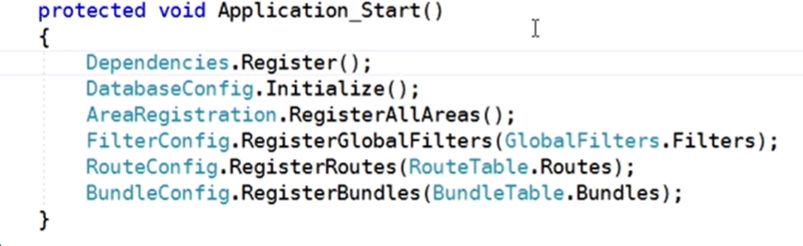 protected void Application_Start()
{
Dependencies.Register();
DatabaseConfig.Initialize();
AreaRegistration.RegisterAllAreas();
FilterConfig.RegisterGlobalFilters(GlobalFilters.Filters);
RouteConfig.RegisterRoutes(RouteTable.Routes);
BundleConfig.RegisterBundles(BundleTable.Bundles);
}